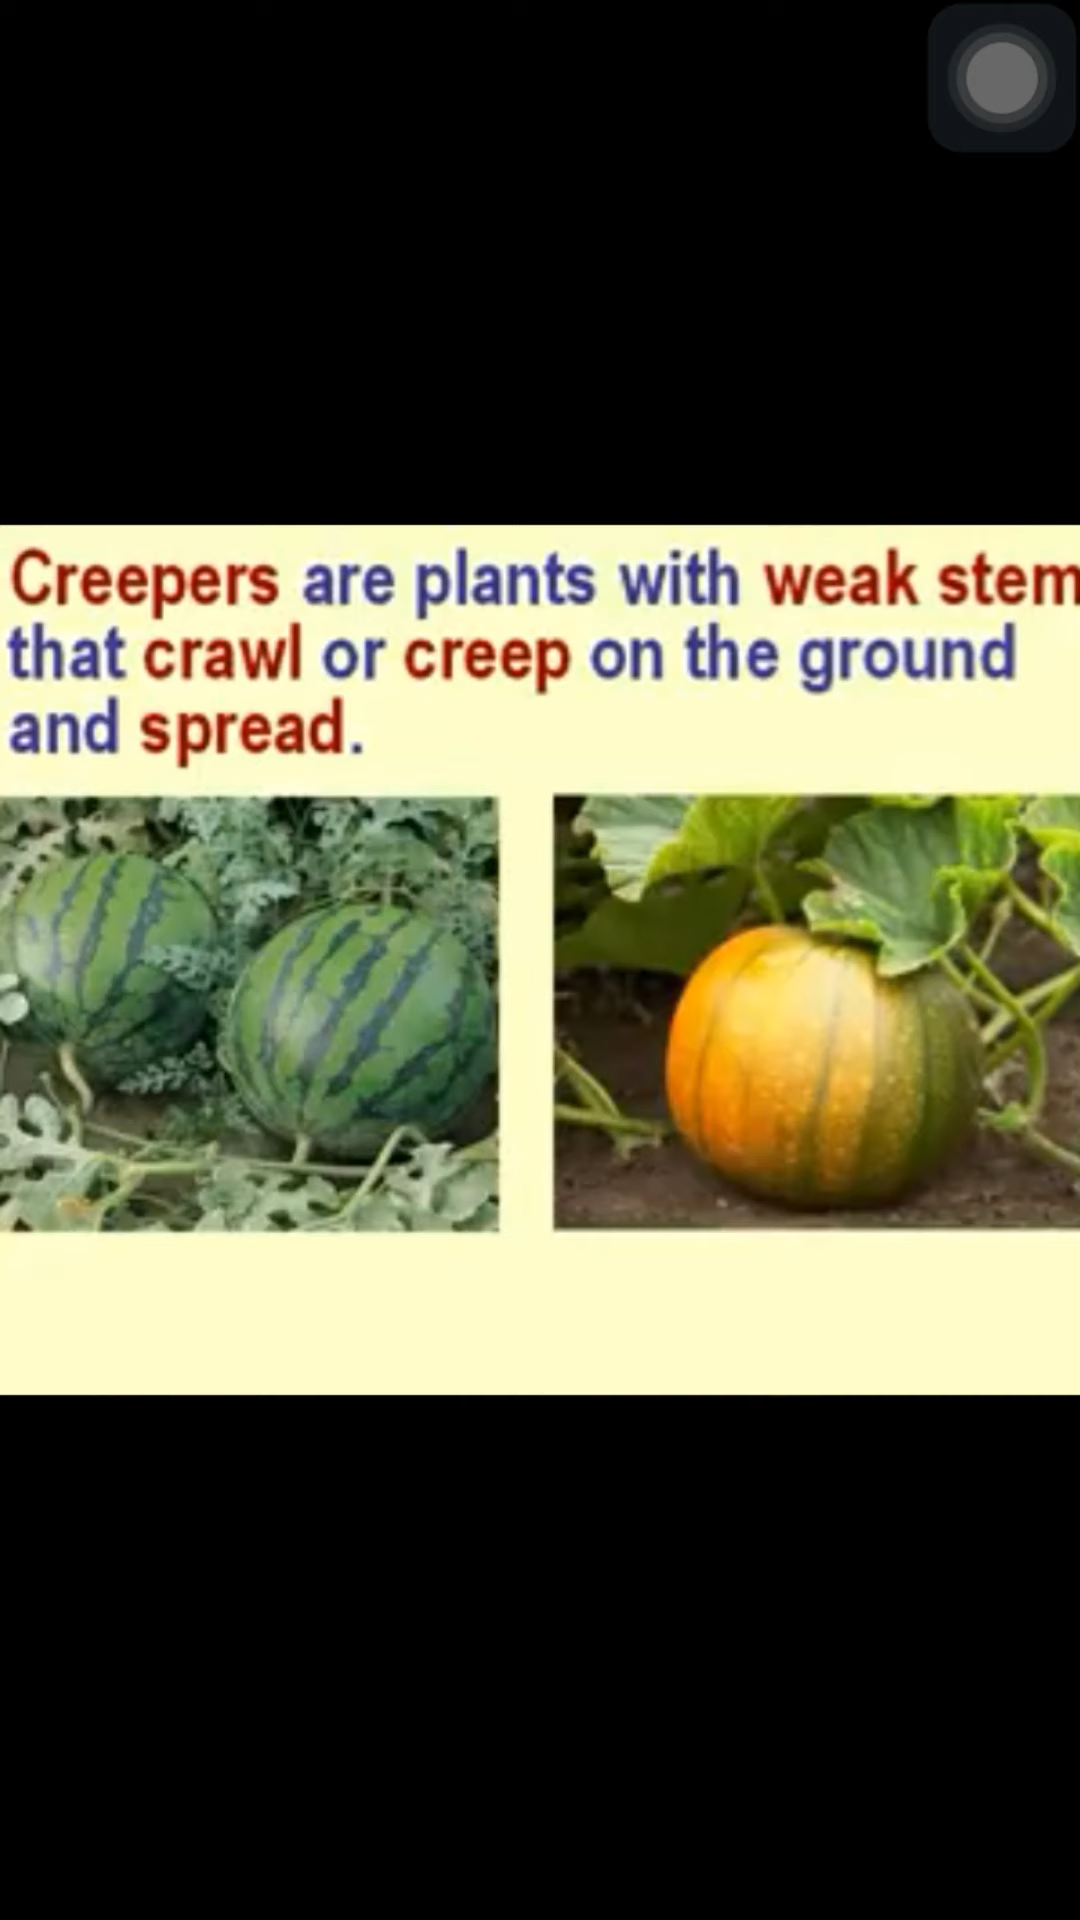 Creepers are plants with weak stem
that crawl or creep on the ground
and spread.